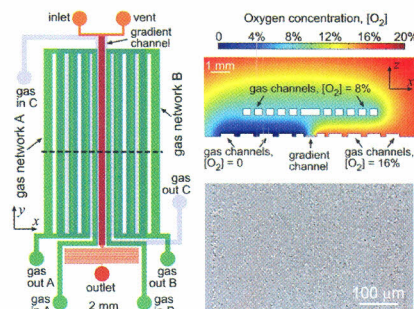 inlet
vent
gradient
channel
gas
in C
gas network A
gas network B
gas
out C
y
x
gas
out A
gas
out B
outlet
2 mm
Oxygen concentration, [O₂]
0
4%
8%
12%
16%
20%
1 mm
z
x
gas channels, [O₂] = 8%
gas channels,
[O₂] = 0
gradient
channel
gas channels,
[O₂] = 16%
100 µm